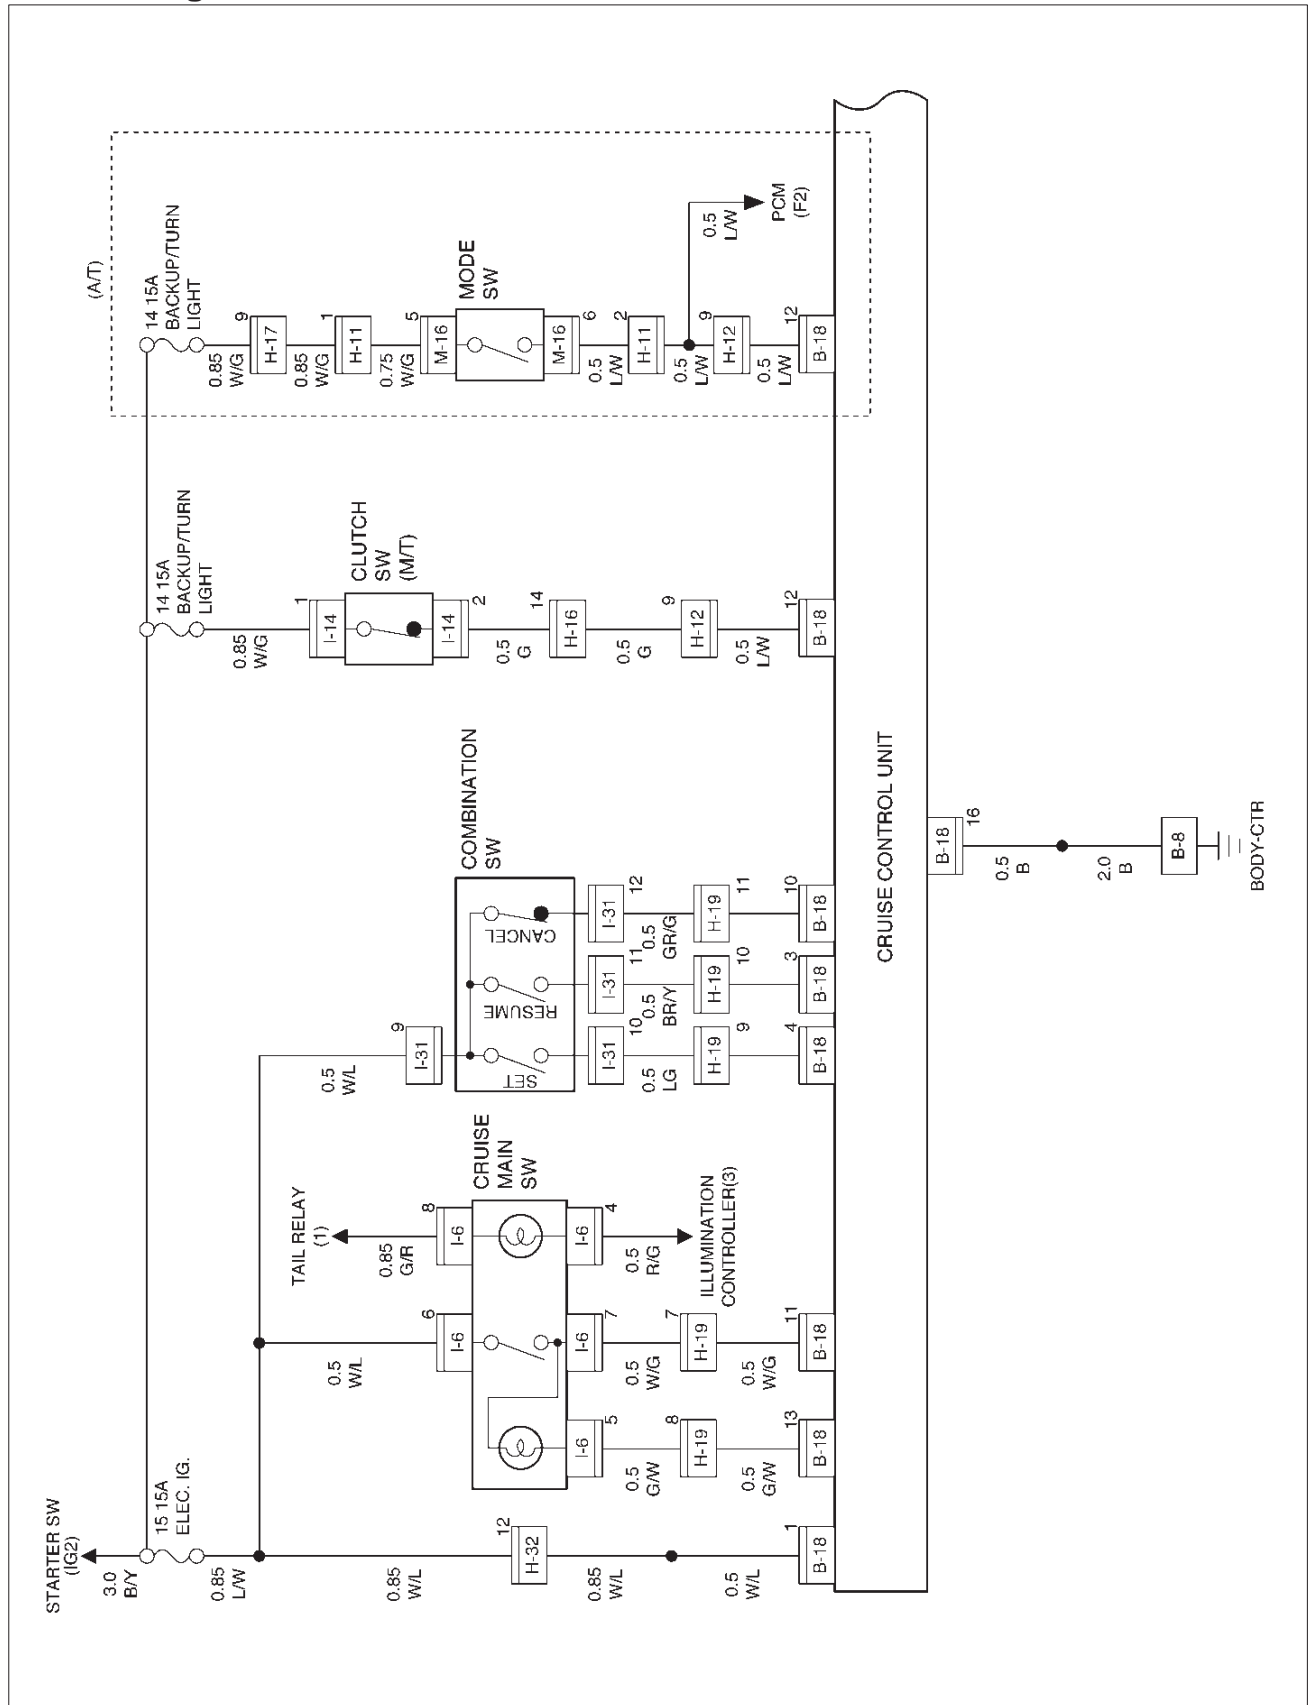 STARTER SW
(IG2)
3.0
B/Y
15 15A
ELEC. IG.
0.85
L/W
0.85
W/L
12
H-32
0.85
W/L
0.5
W/L
1
B-18
TAIL RELAY
(1)
0.85
G/R
8
I-6
CRUISE
MAIN
SW
I-6
4
0.5
R/G
ILLUMINATION
CONTROLLER(3)
0.5
W/L
6
I-6
I-6
7
0.5
W/G
7
H-19
0.5
W/G
11
B-18
I-6
5
0.5
G/W
8
H-19
0.5
G/W
13
B-18
0.5
W/L
9
I-31
COMBINATION
SW
SET
RESUME
CANCEL
I-31
10
0.5
LG
H-19
9
4
B-18
I-31
11
0.5
BR/Y
H-19
10
3
B-18
I-31
12
0.5
GR/G
H-19
11
10
B-18
14 15A
BACKUP/TURN
LIGHT
0.85
W/G
1
I-14
CLUTCH
SW
(M/T)
I-14
2
0.5
G
14
H-16
0.5
G
9
H-12
0.5
L/W
12
B-18
(A/T)
14 15A
BACKUP/TURN
LIGHT
0.85
W/G
9
H-17
0.85
W/G
1
H-11
0.75
W/G
5
M-16
MODE
SW
M-16
6
0.5
L/W
2
H-11
0.5
L/W
0.5
L/W
PCM
(F2)
9
H-12
0.5
L/W
12
B-18
CRUISE CONTROL UNIT
B-18
16
0.5
B
2.0
B
B-8
BODY-CTR